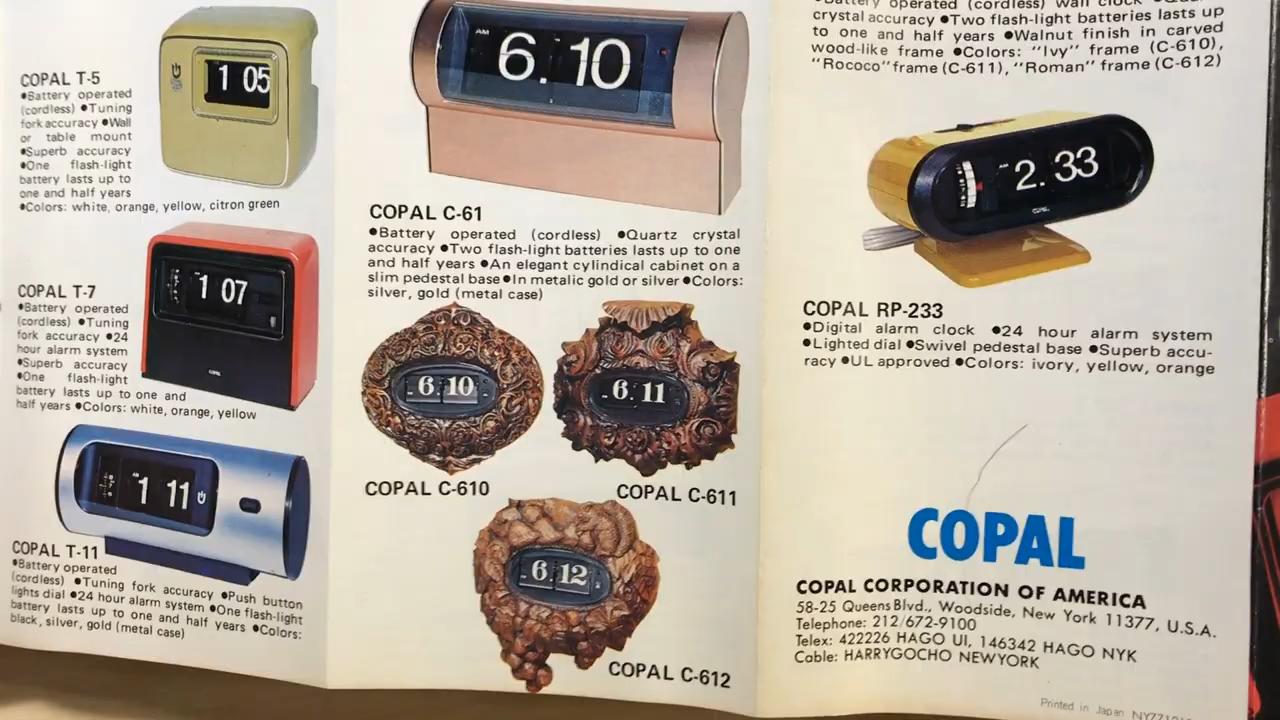 COPAL T-5
●Battery operated
(cordless) ●Tuning
fork accuracy ●Wall
or table mount
●Superb accuracy
●One flash-light
battery lasts up to
one and half years
●Colors: white, orange, yellow, citron green
1 05
COPAL T-7
●Battery operated
(cordless) ●Tuning
fork accuracy ●24
hour alarm system
●Superb accuracy
●One flash-light
battery lasts up to one and
half years ●Colors: white, orange, yellow
1 07
COPAL
AM
1 11
COPAL T-11
●Battery operated
(cordless) ●Tuning fork accuracy ●Push button
lights dial ●24 hour alarm system ●One flash-light
battery lasts up to one and half years ●Colors:
black, silver, gold (metal case)
AM
6. 10
COPAL C-61
●Battery operated (cordless) ●Quartz crystal
accuracy ●Two flash-light batteries lasts up to one
and half years ●An elegant cylindical cabinet on a
slim pedestal base ●In metalic gold or silver ●Colors:
silver, gold (metal case)
6. 10
COPAL C-610
6. 11
COPAL C-611
6. 12
COPAL C-612
●Battery operated (cordless) wall clock
crystal accuracy ●Two flash-light batteries lasts up
to one and half years ●Walnut finish in carved
wood-like frame ●Colors: "Ivy" frame (C-610),
"Rococo" frame (C-611), "Roman" frame (C-612)
AM
2. 33
COPAL
COPAL RP-233
●Digital alarm clock ●24 hour alarm system
●Lighted dial ●Swivel pedestal base ●Superb accu-
racy ●UL approved ●Colors: ivory, yellow, orange
COPAL
COPAL CORPORATION OF AMERICA
58-25 Queens Blvd., Woodside, New York 11377, U.S.A.
Telephone: 212/672-9100
Telex: 422226 HAGO UI, 146342 HAGO NYK
Cable: HARRYGOCHO NEWYORK
Printed in Japan